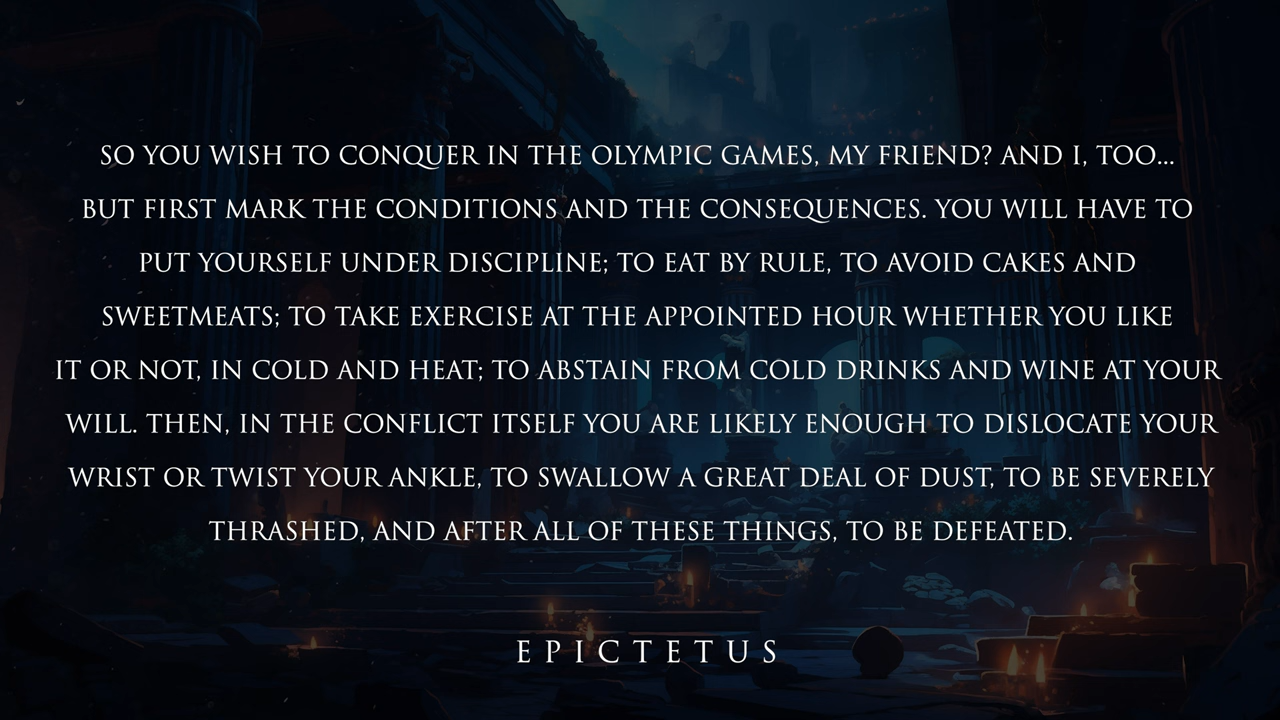 SO YOU WISH TO CONQUER IN THE OLYMPIC GAMES, MY FRIEND? AND I, TOO...
BUT FIRST MARK THE CONDITIONS AND THE CONSEQUENCES. YOU WILL HAVE TO
PUT YOURSELF UNDER DISCIPLINE; TO EAT BY RULE, TO AVOID CAKES AND
SWEETMEATS; TO TAKE EXERCISE AT THE APPOINTED HOUR WHETHER YOU LIKE
IT OR NOT, IN COLD AND HEAT; TO ABSTAIN FROM COLD DRINKS AND WINE AT YOUR
WILL. THEN, IN THE CONFLICT ITSELF YOU ARE LIKELY ENOUGH TO DISLOCATE YOUR
WRIST OR TWIST YOUR ANKLE, TO SWALLOW A GREAT DEAL OF DUST, TO BE SEVERELY
THRASHED, AND AFTER ALL OF THESE THINGS, TO BE DEFEATED.
EPICTETUS